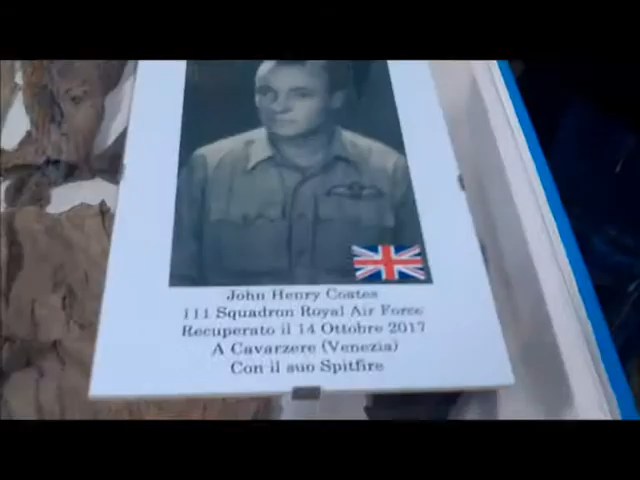 John Henry Coates
111 Squadron Royal Air Force
Recuperato il 14 Ottobre 2017
A Cavarzere (Venezia)
Con il suo Spitfire